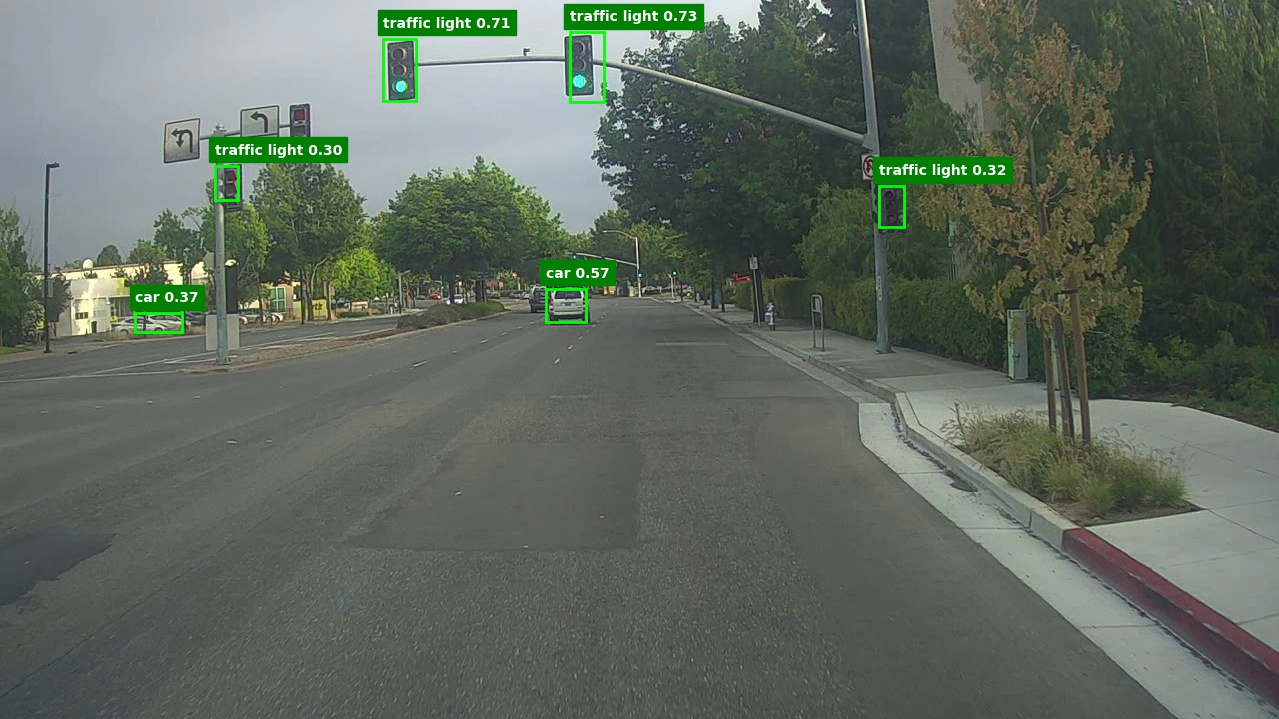 traffic light 0.71
traffic light 0.73
traffic light 0.30
traffic light 0.32
car 0.57
car 0.37